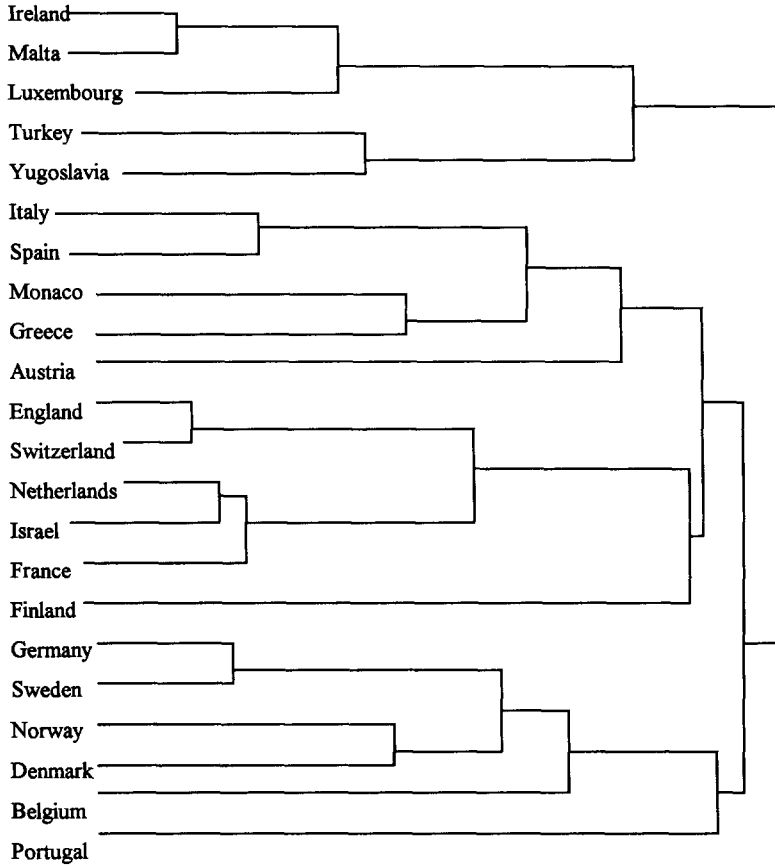 Ireland
Malta
Luxembourg
Turkey
Yugoslavia
Italy
Spain
Monaco
Greece
Austria
England
Switzerland
Netherlands
Israel
France
Finland
Germany
Sweden
Norway
Denmark
Belgium
Portugal